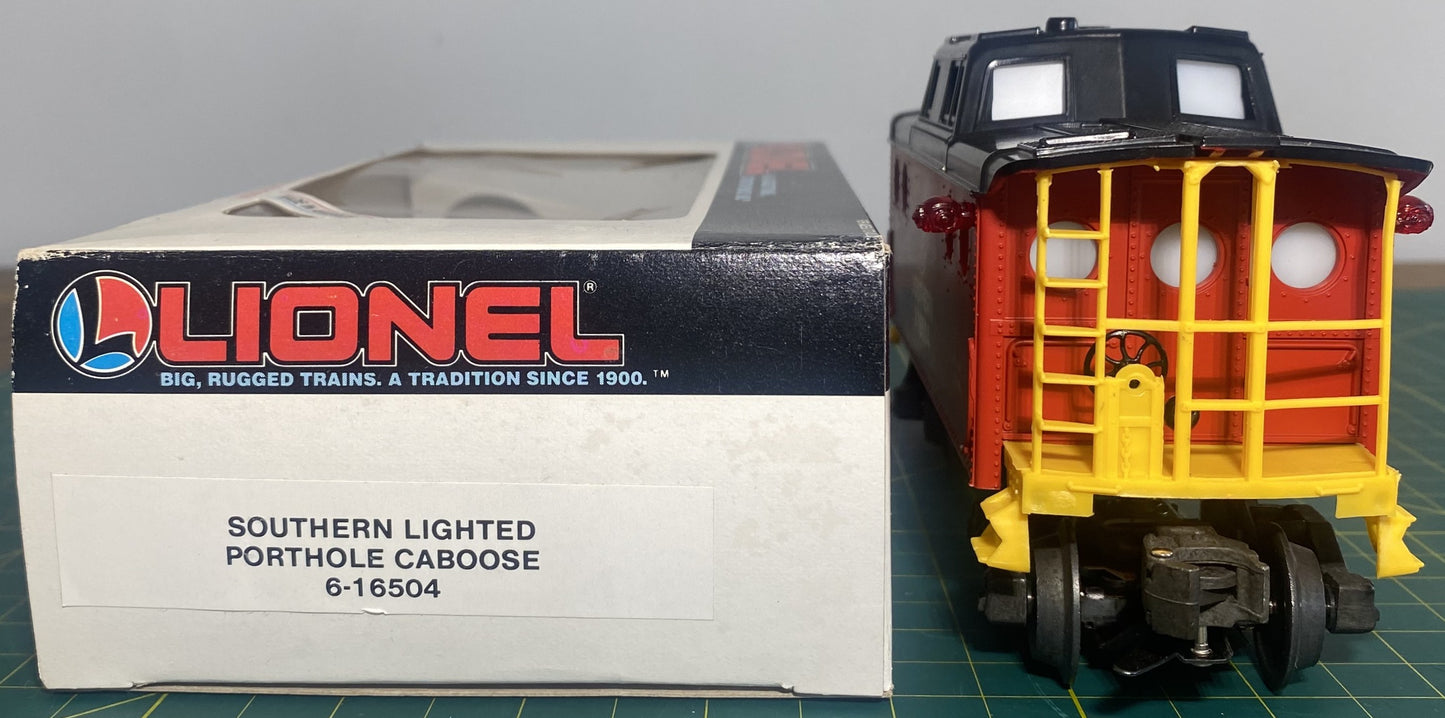 LIONEL®
BIG, RUGGED TRAINS. A TRADITION SINCE 1900.™
SOUTHERN LIGHTED
PORTHOLE CABOOSE
6-16504